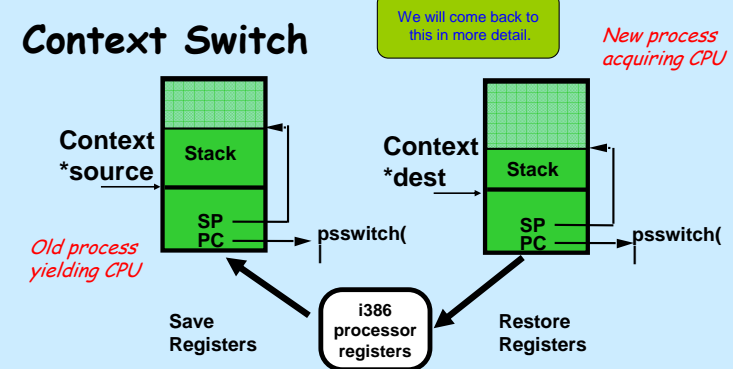 Context Switch
We will come back to
this in more detail.
New process
acquiring CPU
Context
*source
Stack
SP
PC
psswitch(
Old process
yielding CPU
Context
*dest
Stack
SP
PC
psswitch(
Save
Registers
i386
processor
registers
Restore
Registers